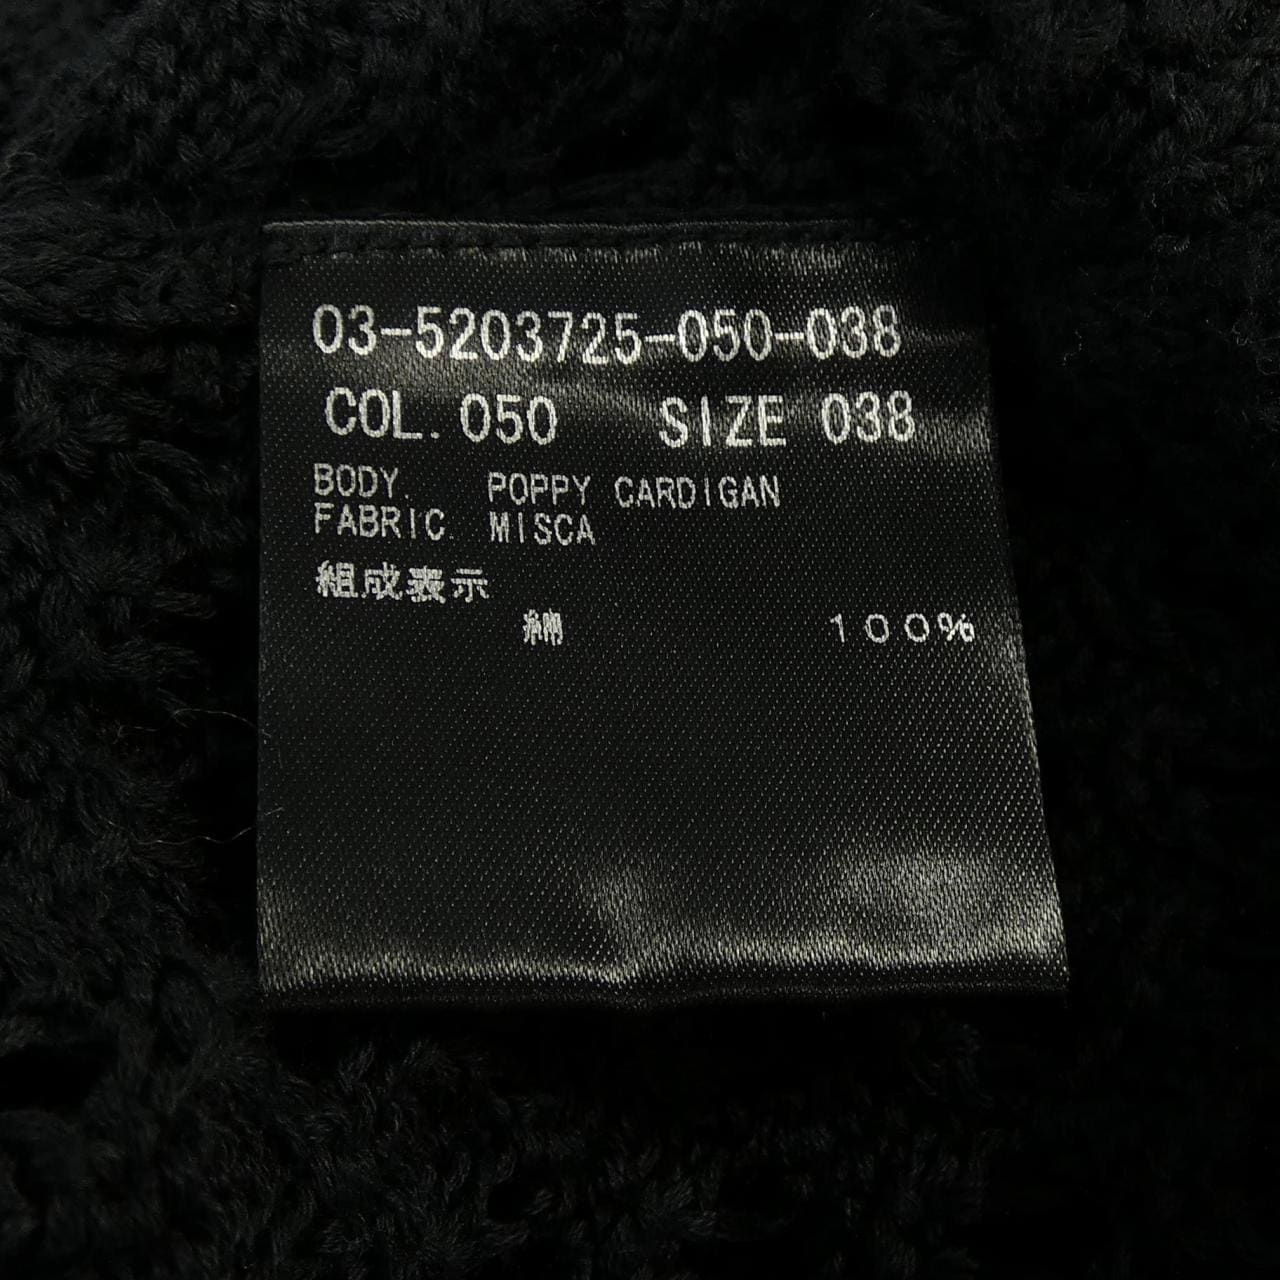 03-5203725-050-038
COL. 050 SIZE 038
BODY. POPPY CARDIGAN
FABRIC. MISCA
組成表示
綿 100%